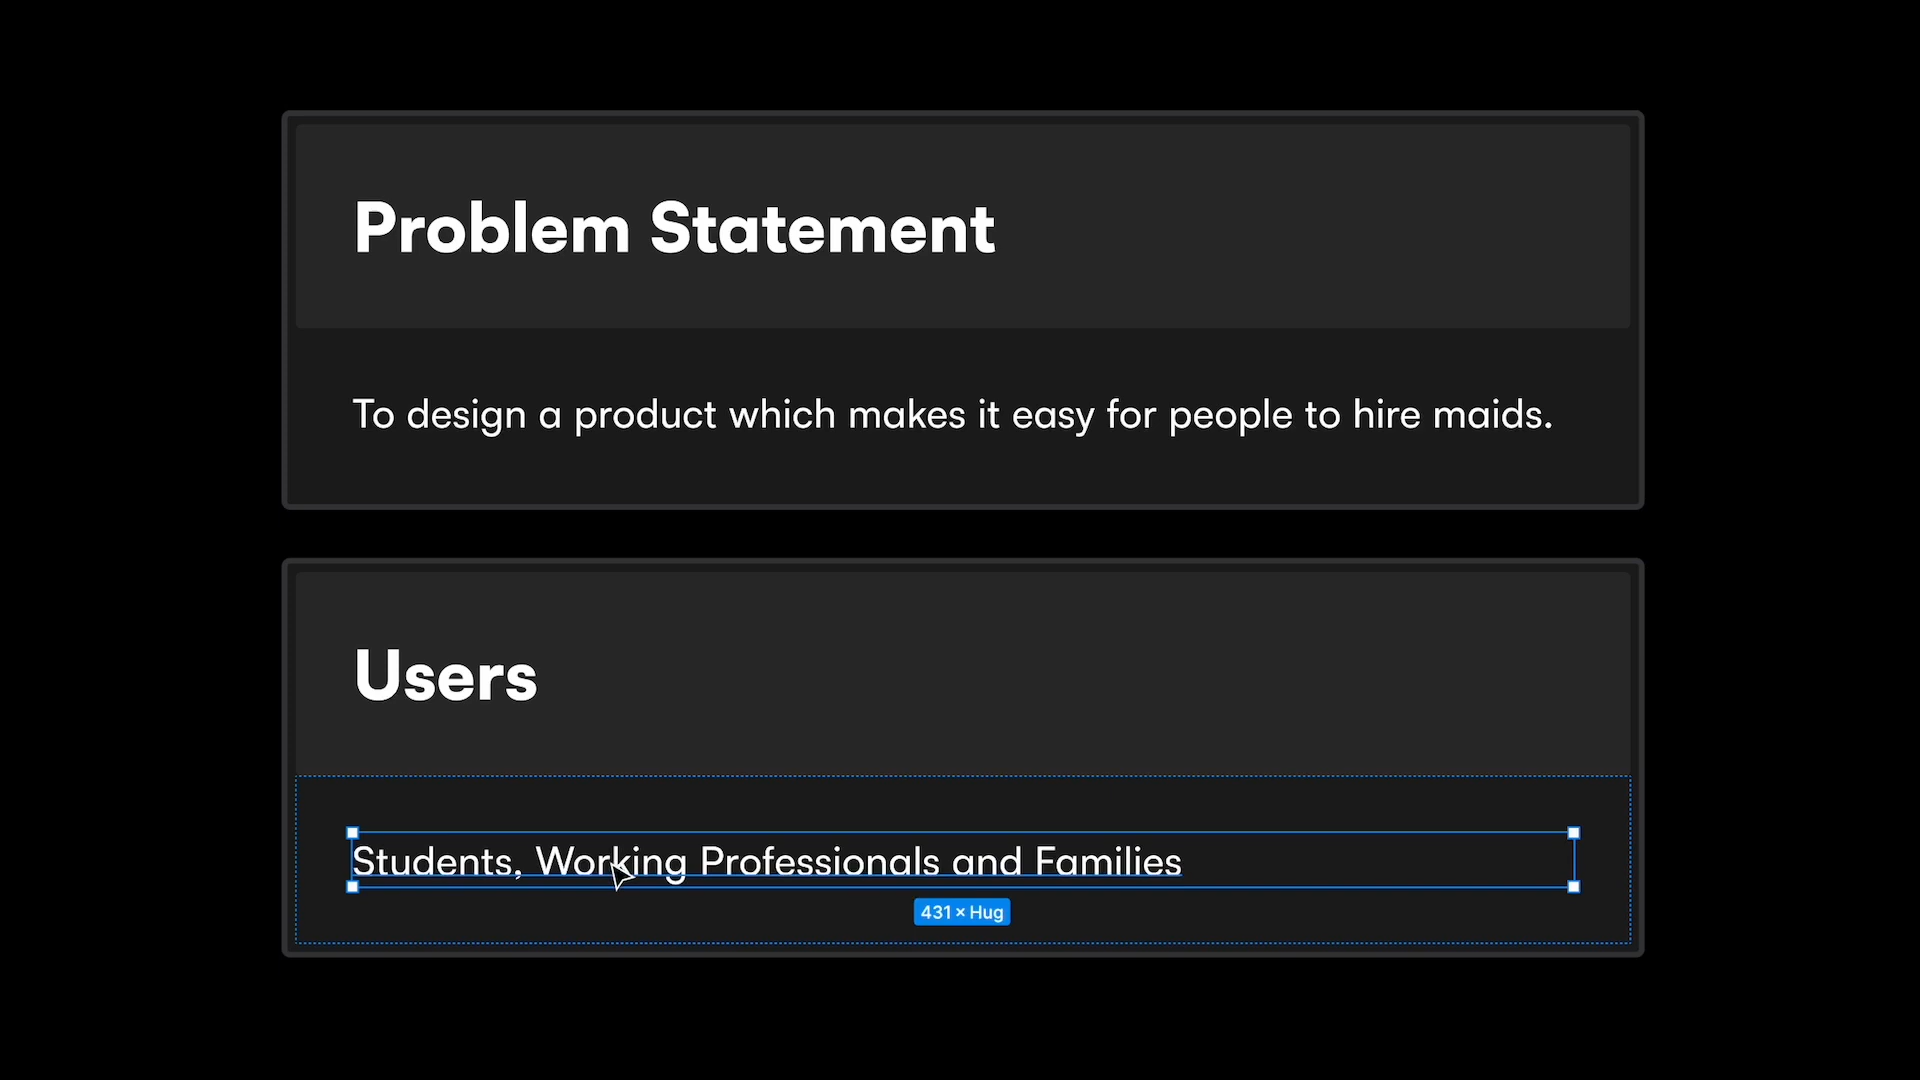 Problem Statement
To design a product which makes it easy for people to hire maids.
Users
Students, Working Professionals and Families
431 × Hug